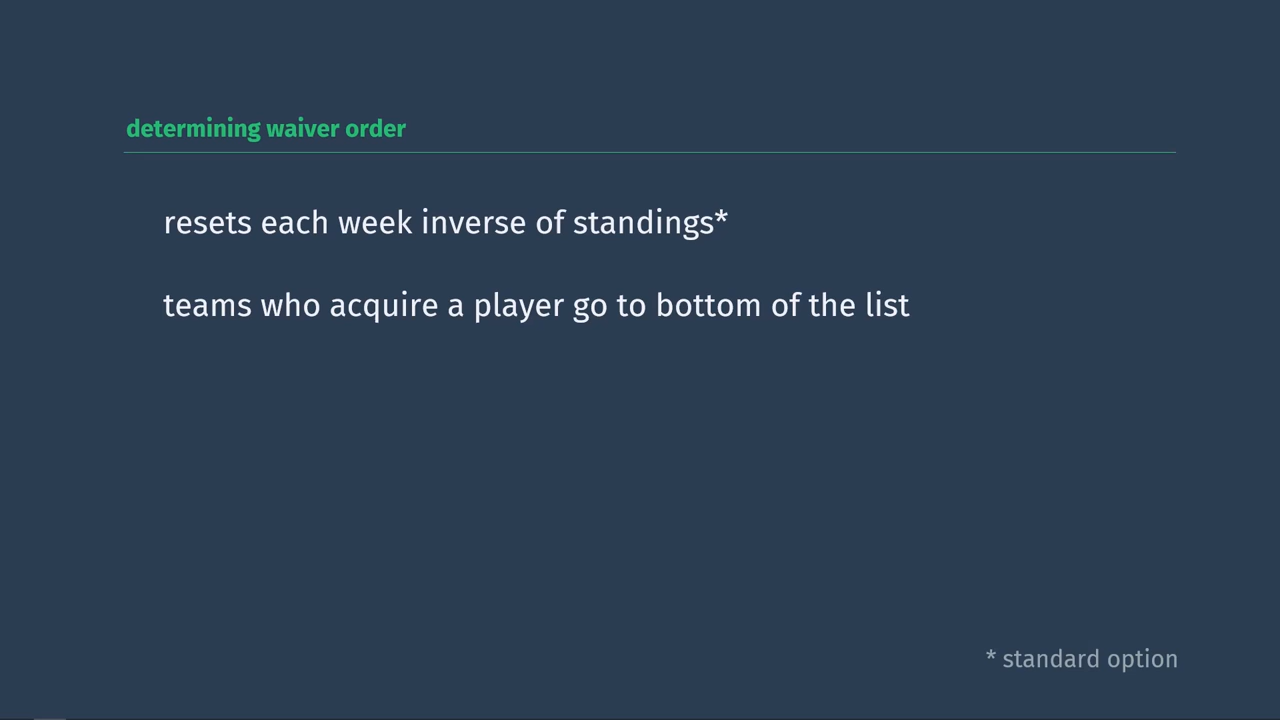 determining waiver order
resets each week inverse of standings*
teams who acquire a player go to bottom of the list
* standard option